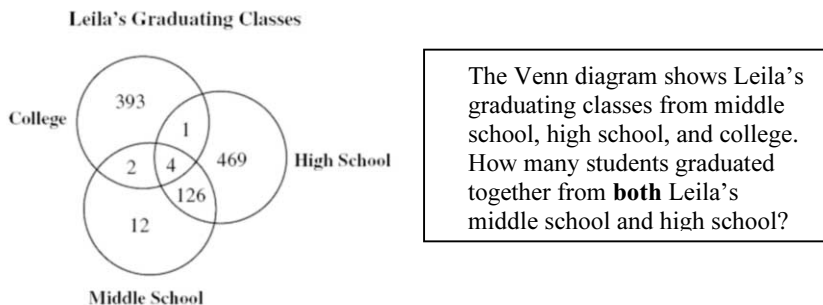 Leila's Graduating Classes
393
College
1
2
4
469
High School
126
12
Middle School
The Venn diagram shows Leila's
graduating classes from middle
school, high school, and college.
How many students graduated
together from both Leila's
middle school and high school?